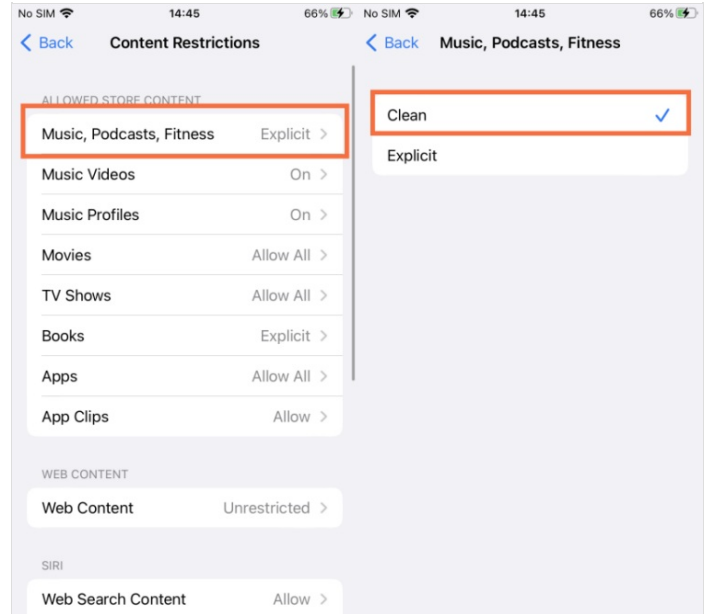 No SIM 14:45 66%
Back Content Restrictions
ALLOWED STORE CONTENT
Music, Podcasts, Fitness Explicit
Music Videos On
Music Profiles On
Movies Allow All
TV Shows Allow All
Books Explicit
Apps Allow All
App Clips Allow
WEB CONTENT
Web Content Unrestricted
SIRI
Web Search Content Allow
No SIM 14:45 66%
Back Music, Podcasts, Fitness
Clean
Explicit